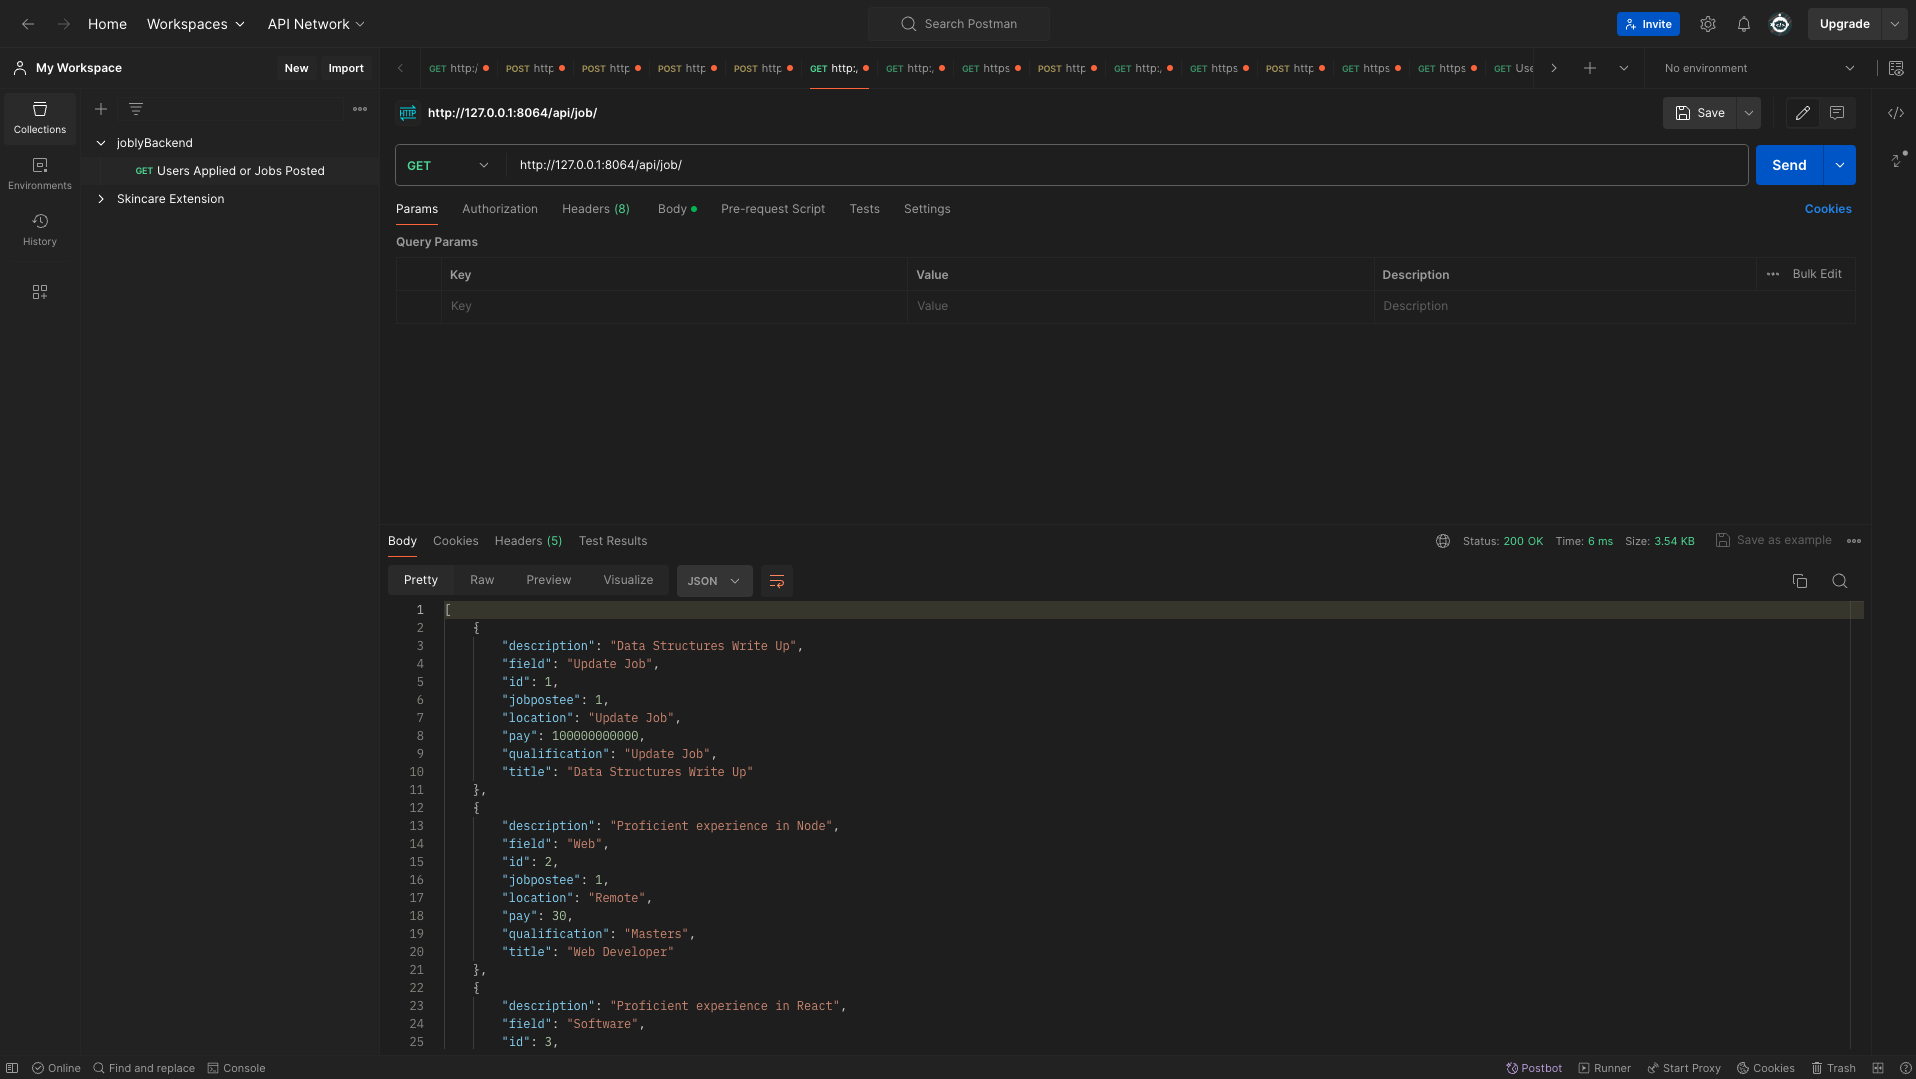 Home Workspaces API Network Search Postman Invite Upgrade
My Workspace New Import GET http:/ POST http POST http POST http POST http GET http:, GET http:, GET https POST http GET http:, GET https POST http GET https GET https GET Use No environment
Collections
Environments
History
joblyBackend
GET Users Applied or Jobs Posted
Skincare Extension
HTTP http://127.0.0.1:8064/api/job/ Save
GET http://127.0.0.1:8064/api/job/ Send
Params Authorization Headers (8) Body Pre-request Script Tests Settings Cookies
Query Params
Key Value Description Bulk Edit
Key Value Description
Body Cookies Headers (5) Test Results Status: 200 OK Time: 6 ms Size: 3.54 KB Save as example
Pretty Raw Preview Visualize JSON
1 [
2 {
3 "description": "Data Structures Write Up",
4 "field": "Update Job",
5 "id": 1,
6 "jobpostee": 1,
7 "location": "Update Job",
8 "pay": 100000000000,
9 "qualification": "Update Job",
10 "title": "Data Structures Write Up"
11 },
12 {
13 "description": "Proficient experience in Node",
14 "field": "Web",
15 "id": 2,
16 "jobpostee": 1,
17 "location": "Remote",
18 "pay": 30,
19 "qualification": "Masters",
20 "title": "Web Developer"
21 },
22 {
23 "description": "Proficient experience in React",
24 "field": "Software",
25 "id": 3,
Online Find and replace Console Postbot Runner Start Proxy Cookies Trash